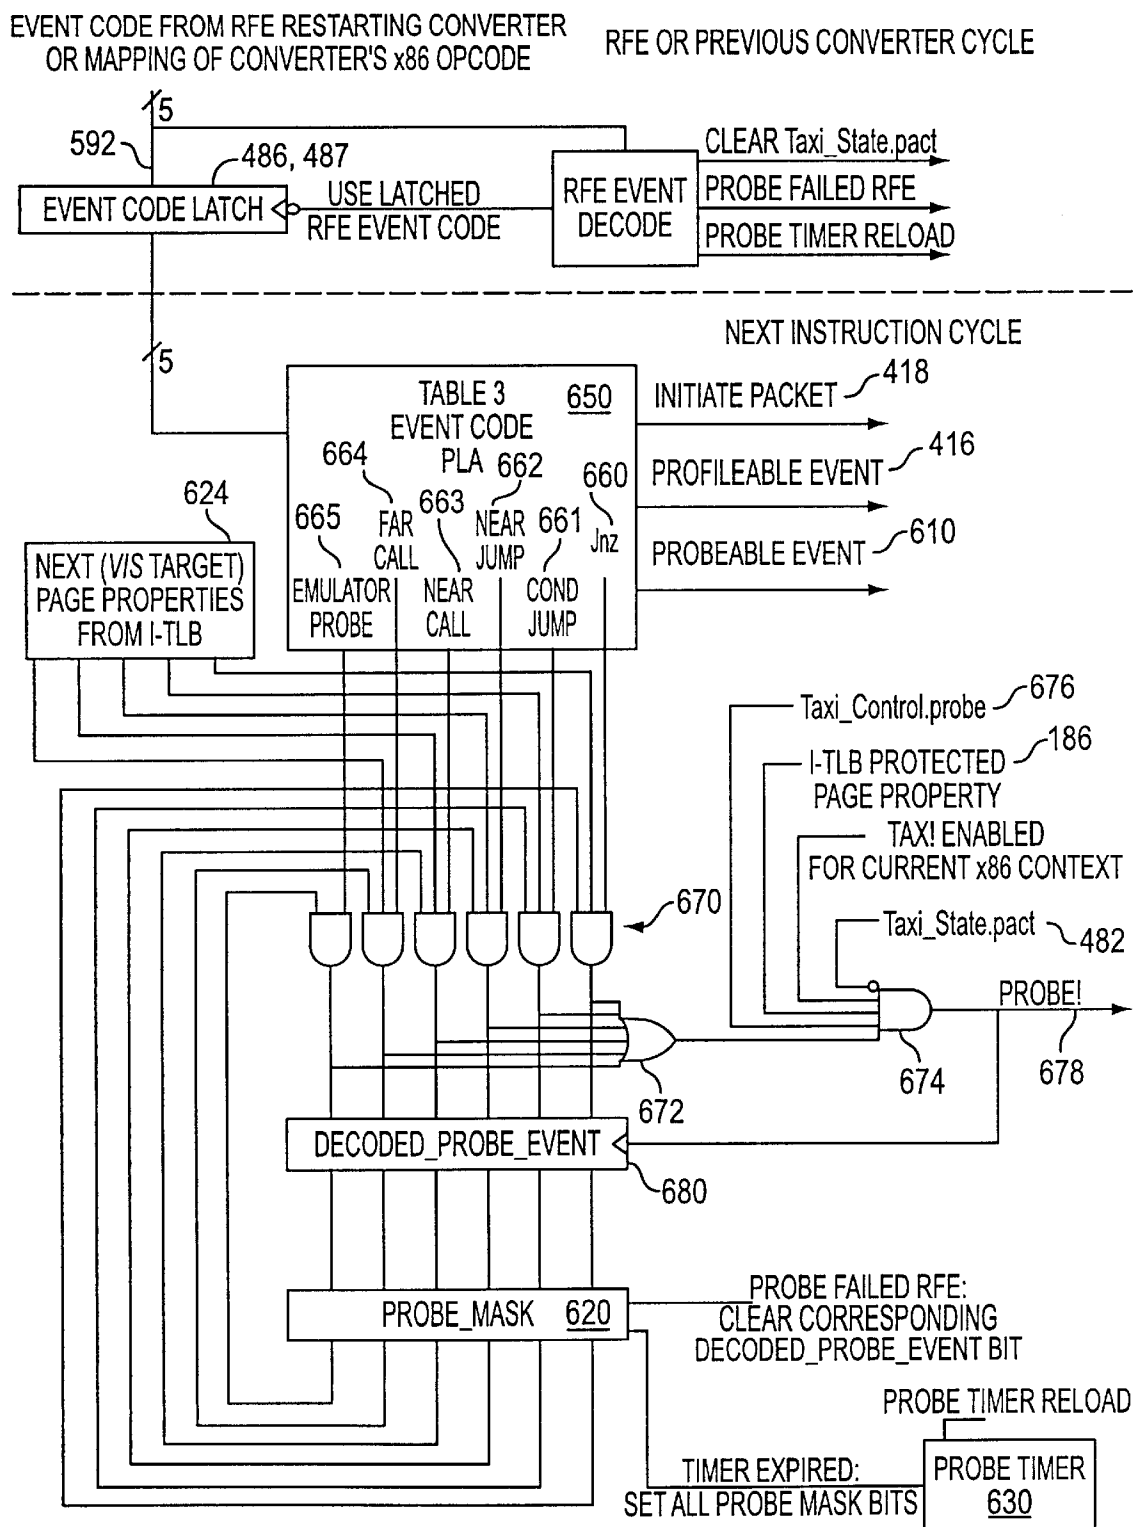 EVENT CODE FROM RFE RESTARTING CONVERTER
OR MAPPING OF CONVERTER'S x86 OPCODE
RFE OR PREVIOUS CONVERTER CYCLE
5
592
486, 487
EVENT CODE LATCH
USE LATCHED
RFE EVENT CODE
RFE EVENT
DECODE
CLEAR Taxi_State.pact
PROBE FAILED RFE
PROBE TIMER RELOAD
NEXT INSTRUCTION CYCLE
5
TABLE 3
650
EVENT CODE
PLA
INITIATE PACKET
418
PROFILEABLE EVENT
416
PROBEABLE EVENT
610
664
662
663
660
665
661
FAR
CALL
NEAR
JUMP
Jnz
EMULATOR
PROBE
NEAR
CALL
COND
JUMP
624
NEXT (VIS TARGET)
PAGE PROPERTIES
FROM I-TLB
Taxi_Control.probe
676
I-TLB PROTECTED
PAGE PROPERTY
186
TAX! ENABLED
FOR CURRENT x86 CONTEXT
670
Taxi_State.pact
482
PROBE!
678
674
672
DECODED_PROBE_EVENT
680
PROBE_MASK
620
PROBE FAILED RFE:
CLEAR CORRESPONDING
DECODED_PROBE_EVENT BIT
PROBE TIMER RELOAD
TIMER EXPIRED:
SET ALL PROBE MASK BITS
PROBE TIMER
630